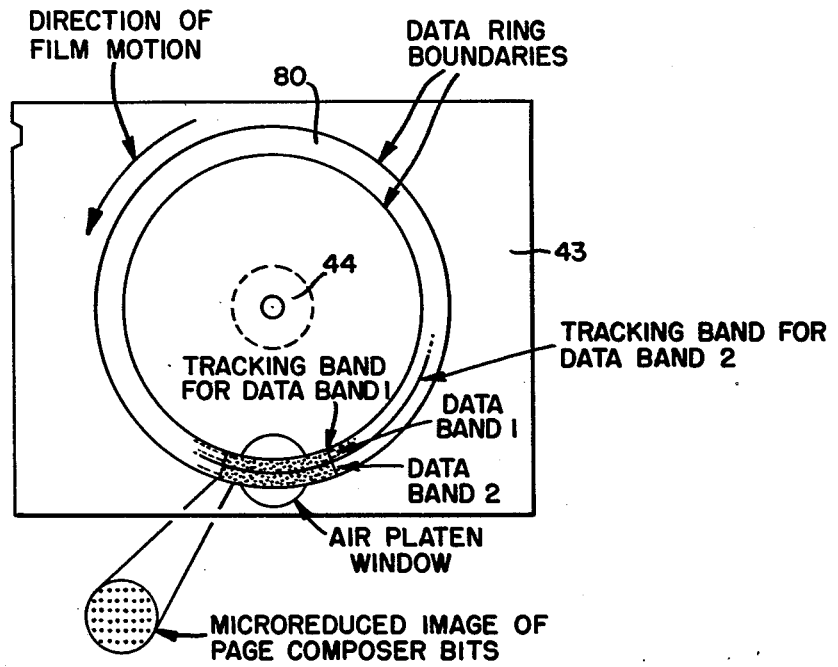 DIRECTION OF
FILM MOTION
DATA RING
BOUNDARIES
80
43
44
TRACKING BAND FOR
DATA BAND 2
TRACKING BAND
FOR DATA BAND 1
DATA
BAND 1
DATA
BAND 2
AIR PLATEN
WINDOW
MICROREDUCED IMAGE OF
PAGE COMPOSER BITS